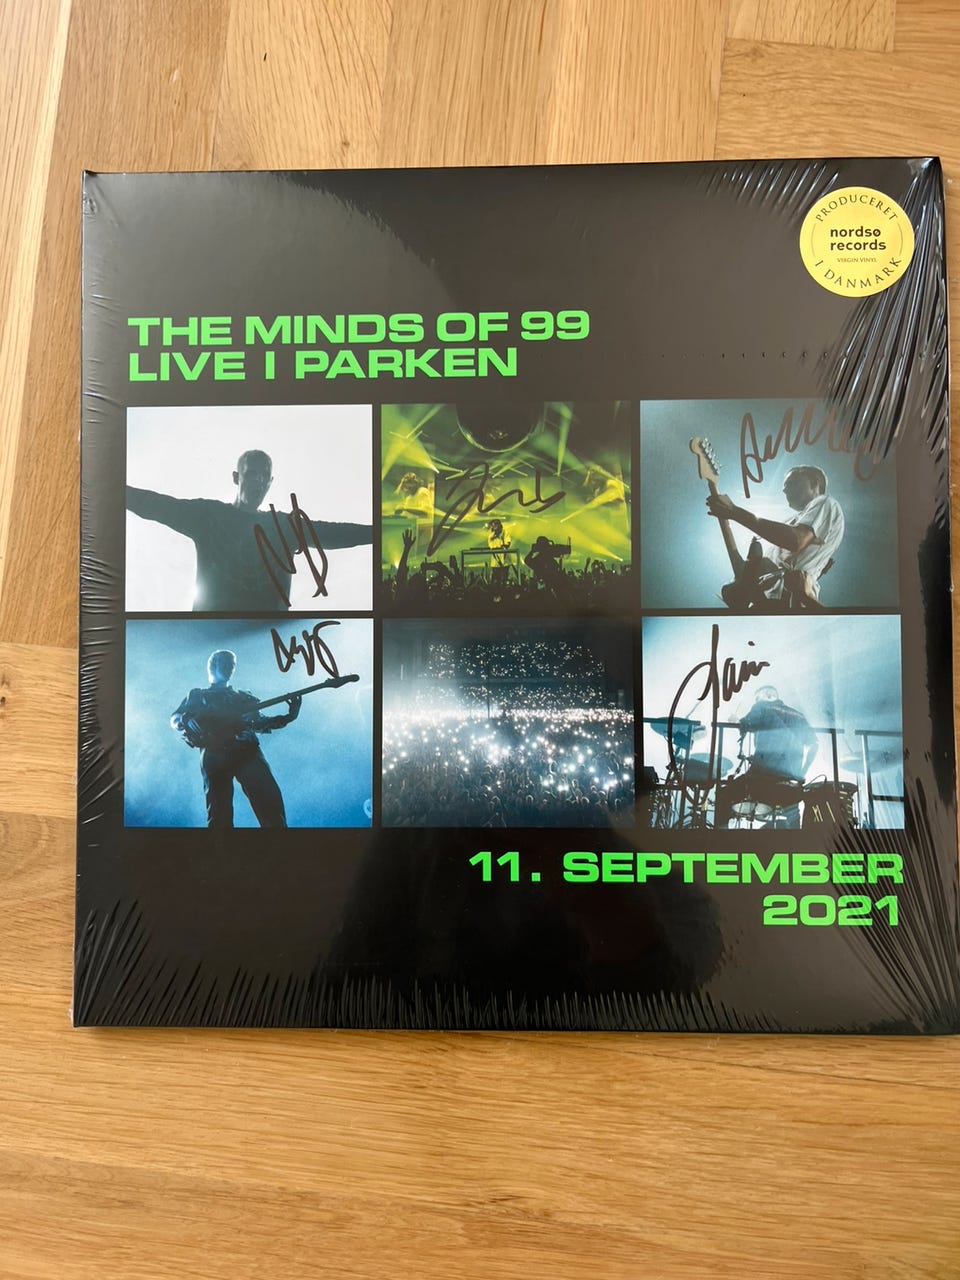 PRODUCERET
nordsø
records
VIRGIN VINYL
I DANMARK
THE MINDS OF 99
LIVE I PARKEN
11. SEPTEMBER
2021